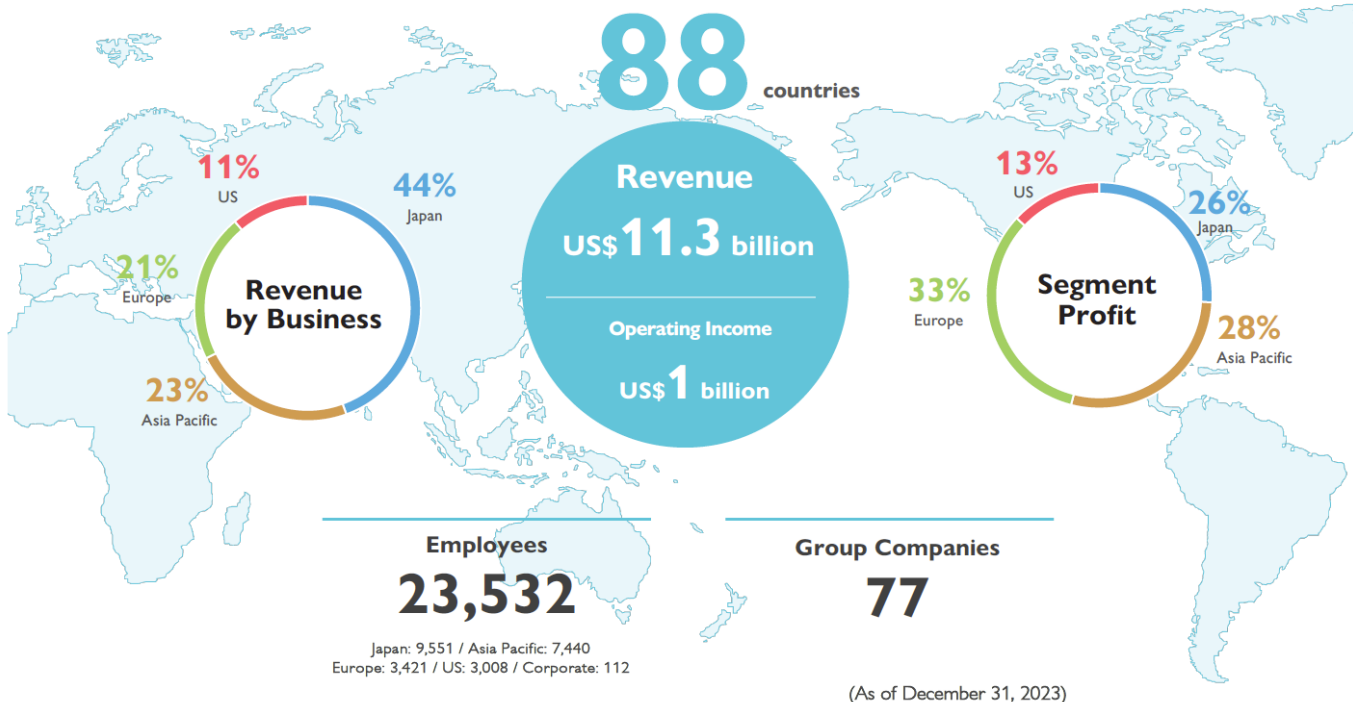 88 countries
Revenue
US$11.3 billion
Operating Income
US$1 billion
11%
US
44%
Japan
21%
Europe
23%
Asia Pacific
Revenue
by Business
13%
US
26%
Japan
33%
Europe
28%
Asia Pacific
Segment
Profit
Employees
23,532
Japan: 9,551 / Asia Pacific: 7,440
Europe: 3,421 / US: 3,008 / Corporate: 112
Group Companies
77
(As of December 31, 2023)